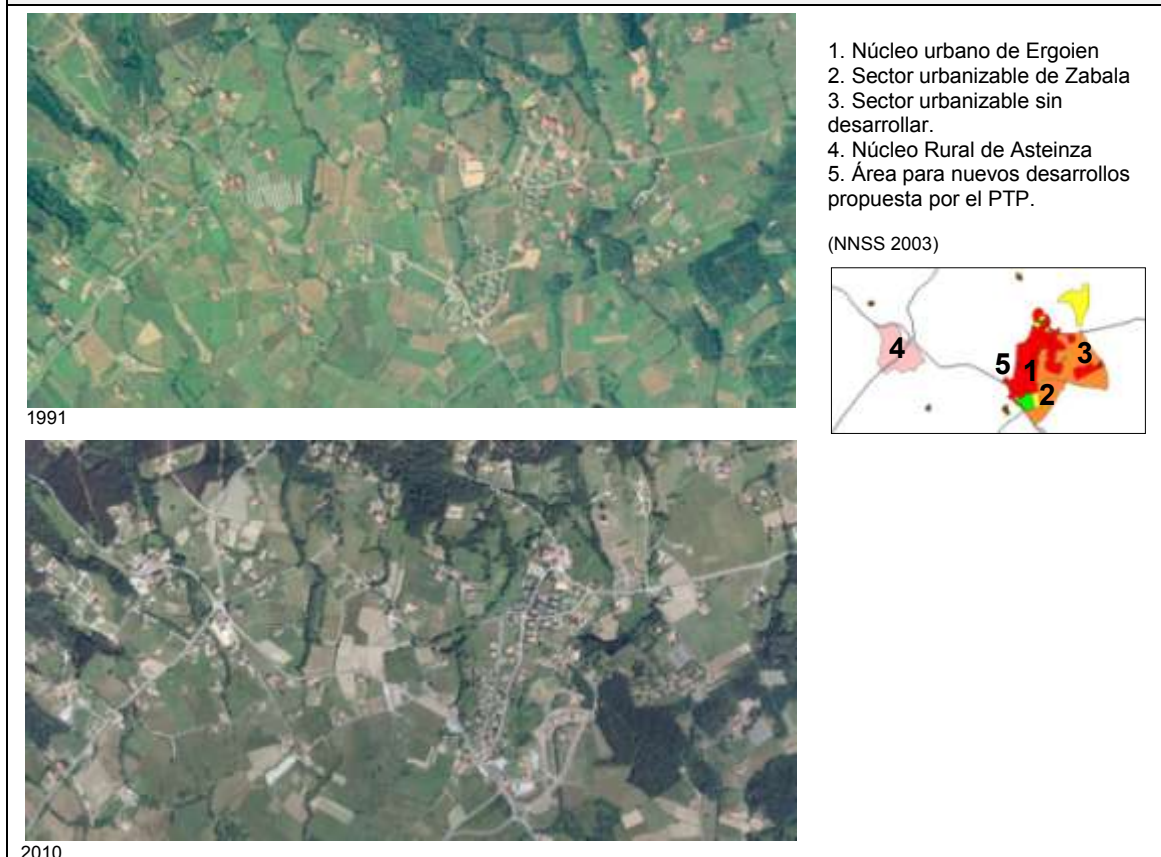 1. Núcleo urbano de Ergoien
2. Sector urbanizable de Zabala
3. Sector urbanizable sin
desarrollar.
4. Núcleo Rural de Asteinza
5. Área para nuevos desarrollos
propuesta por el PTP.
(NNSS 2003)
4
5
1
3
2
1991
2010